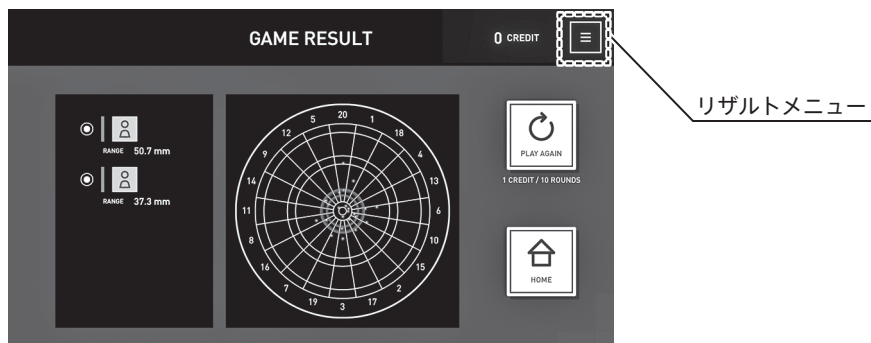 GAME RESULT
0 CREDIT
リザルトメニュー
RANGE 50.7 mm
RANGE 37.3 mm
20
1
18
4
13
6
10
15
2
17
3
19
7
16
8
11
14
9
12
5
PLAY AGAIN
1 CREDIT / 10 ROUNDS
HOME